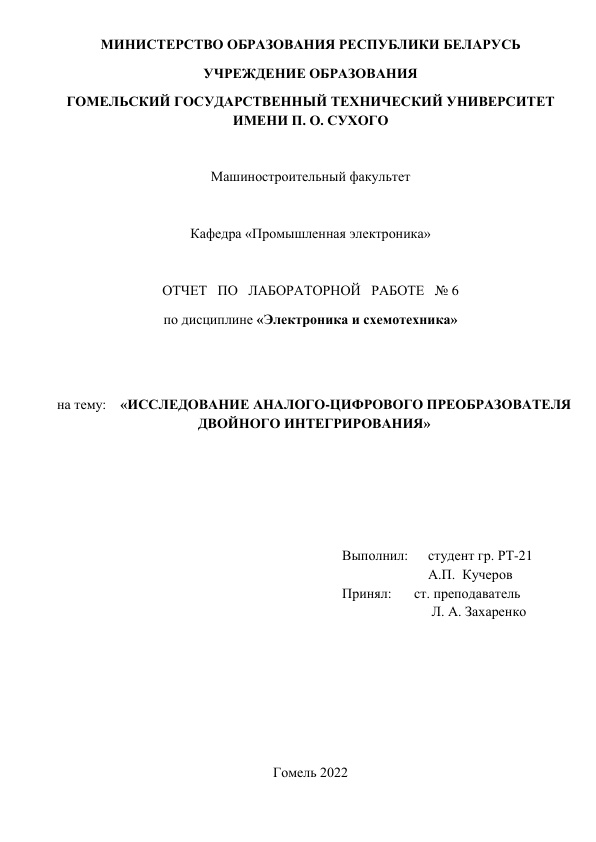 МИНИСТЕРСТВО ОБРАЗОВАНИЯ РЕСПУБЛИКИ БЕЛАРУСЬ
УЧРЕЖДЕНИЕ ОБРАЗОВАНИЯ
ГОМЕЛЬСКИЙ ГОСУДАРСТВЕННЫЙ ТЕХНИЧЕСКИЙ УНИВЕРСИТЕТ
ИМЕНИ П. О. СУХОГО
Машиностроительный факультет
Кафедра «Промышленная электроника»
ОТЧЕТ ПО ЛАБОРАТОРНОЙ РАБОТЕ № 6
по дисциплине «Электроника и схемотехника»
на тему: «ИССЛЕДОВАНИЕ АНАЛОГО-ЦИФРОВОГО ПРЕОБРАЗОВАТЕЛЯ
ДВОЙНОГО ИНТЕГРИРОВАНИЯ»
Выполнил: студент гр. РТ-21
А.П. Кучеров
Принял: ст. преподаватель
Л. А. Захаренко
Гомель 2022